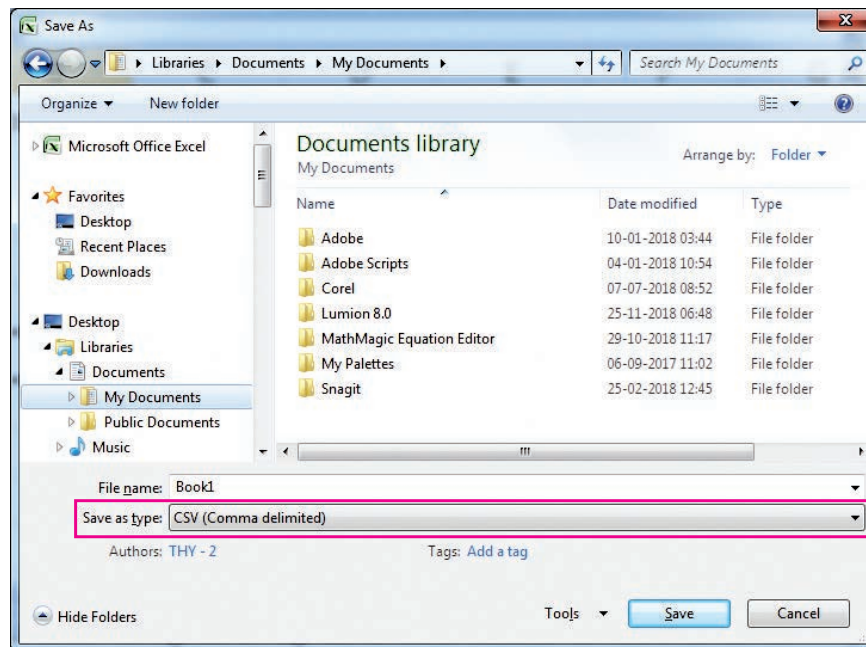 Save As
Libraries Documents My Documents
Search My Documents
Organize New folder
Microsoft Office Excel
Favorites
Desktop
Recent Places
Downloads
Desktop
Libraries
Documents
My Documents
Public Documents
Music
Documents library
My Documents
Arrange by: Folder
Name Date modified Type
Adobe 10-01-2018 03:44 File folder
Adobe Scripts 04-01-2018 10:54 File folder
Corel 07-07-2018 08:52 File folder
Lumion 8.0 25-11-2018 06:48 File folder
MathMagic Equation Editor 29-10-2018 11:17 File folder
My Palettes 06-09-2017 11:02 File folder
Snagit 25-02-2018 12:45 File folder
File name: Book1
Save as type: CSV (Comma delimited)
Authors: THY - 2 Tags: Add a tag
Hide Folders Tools Save Cancel